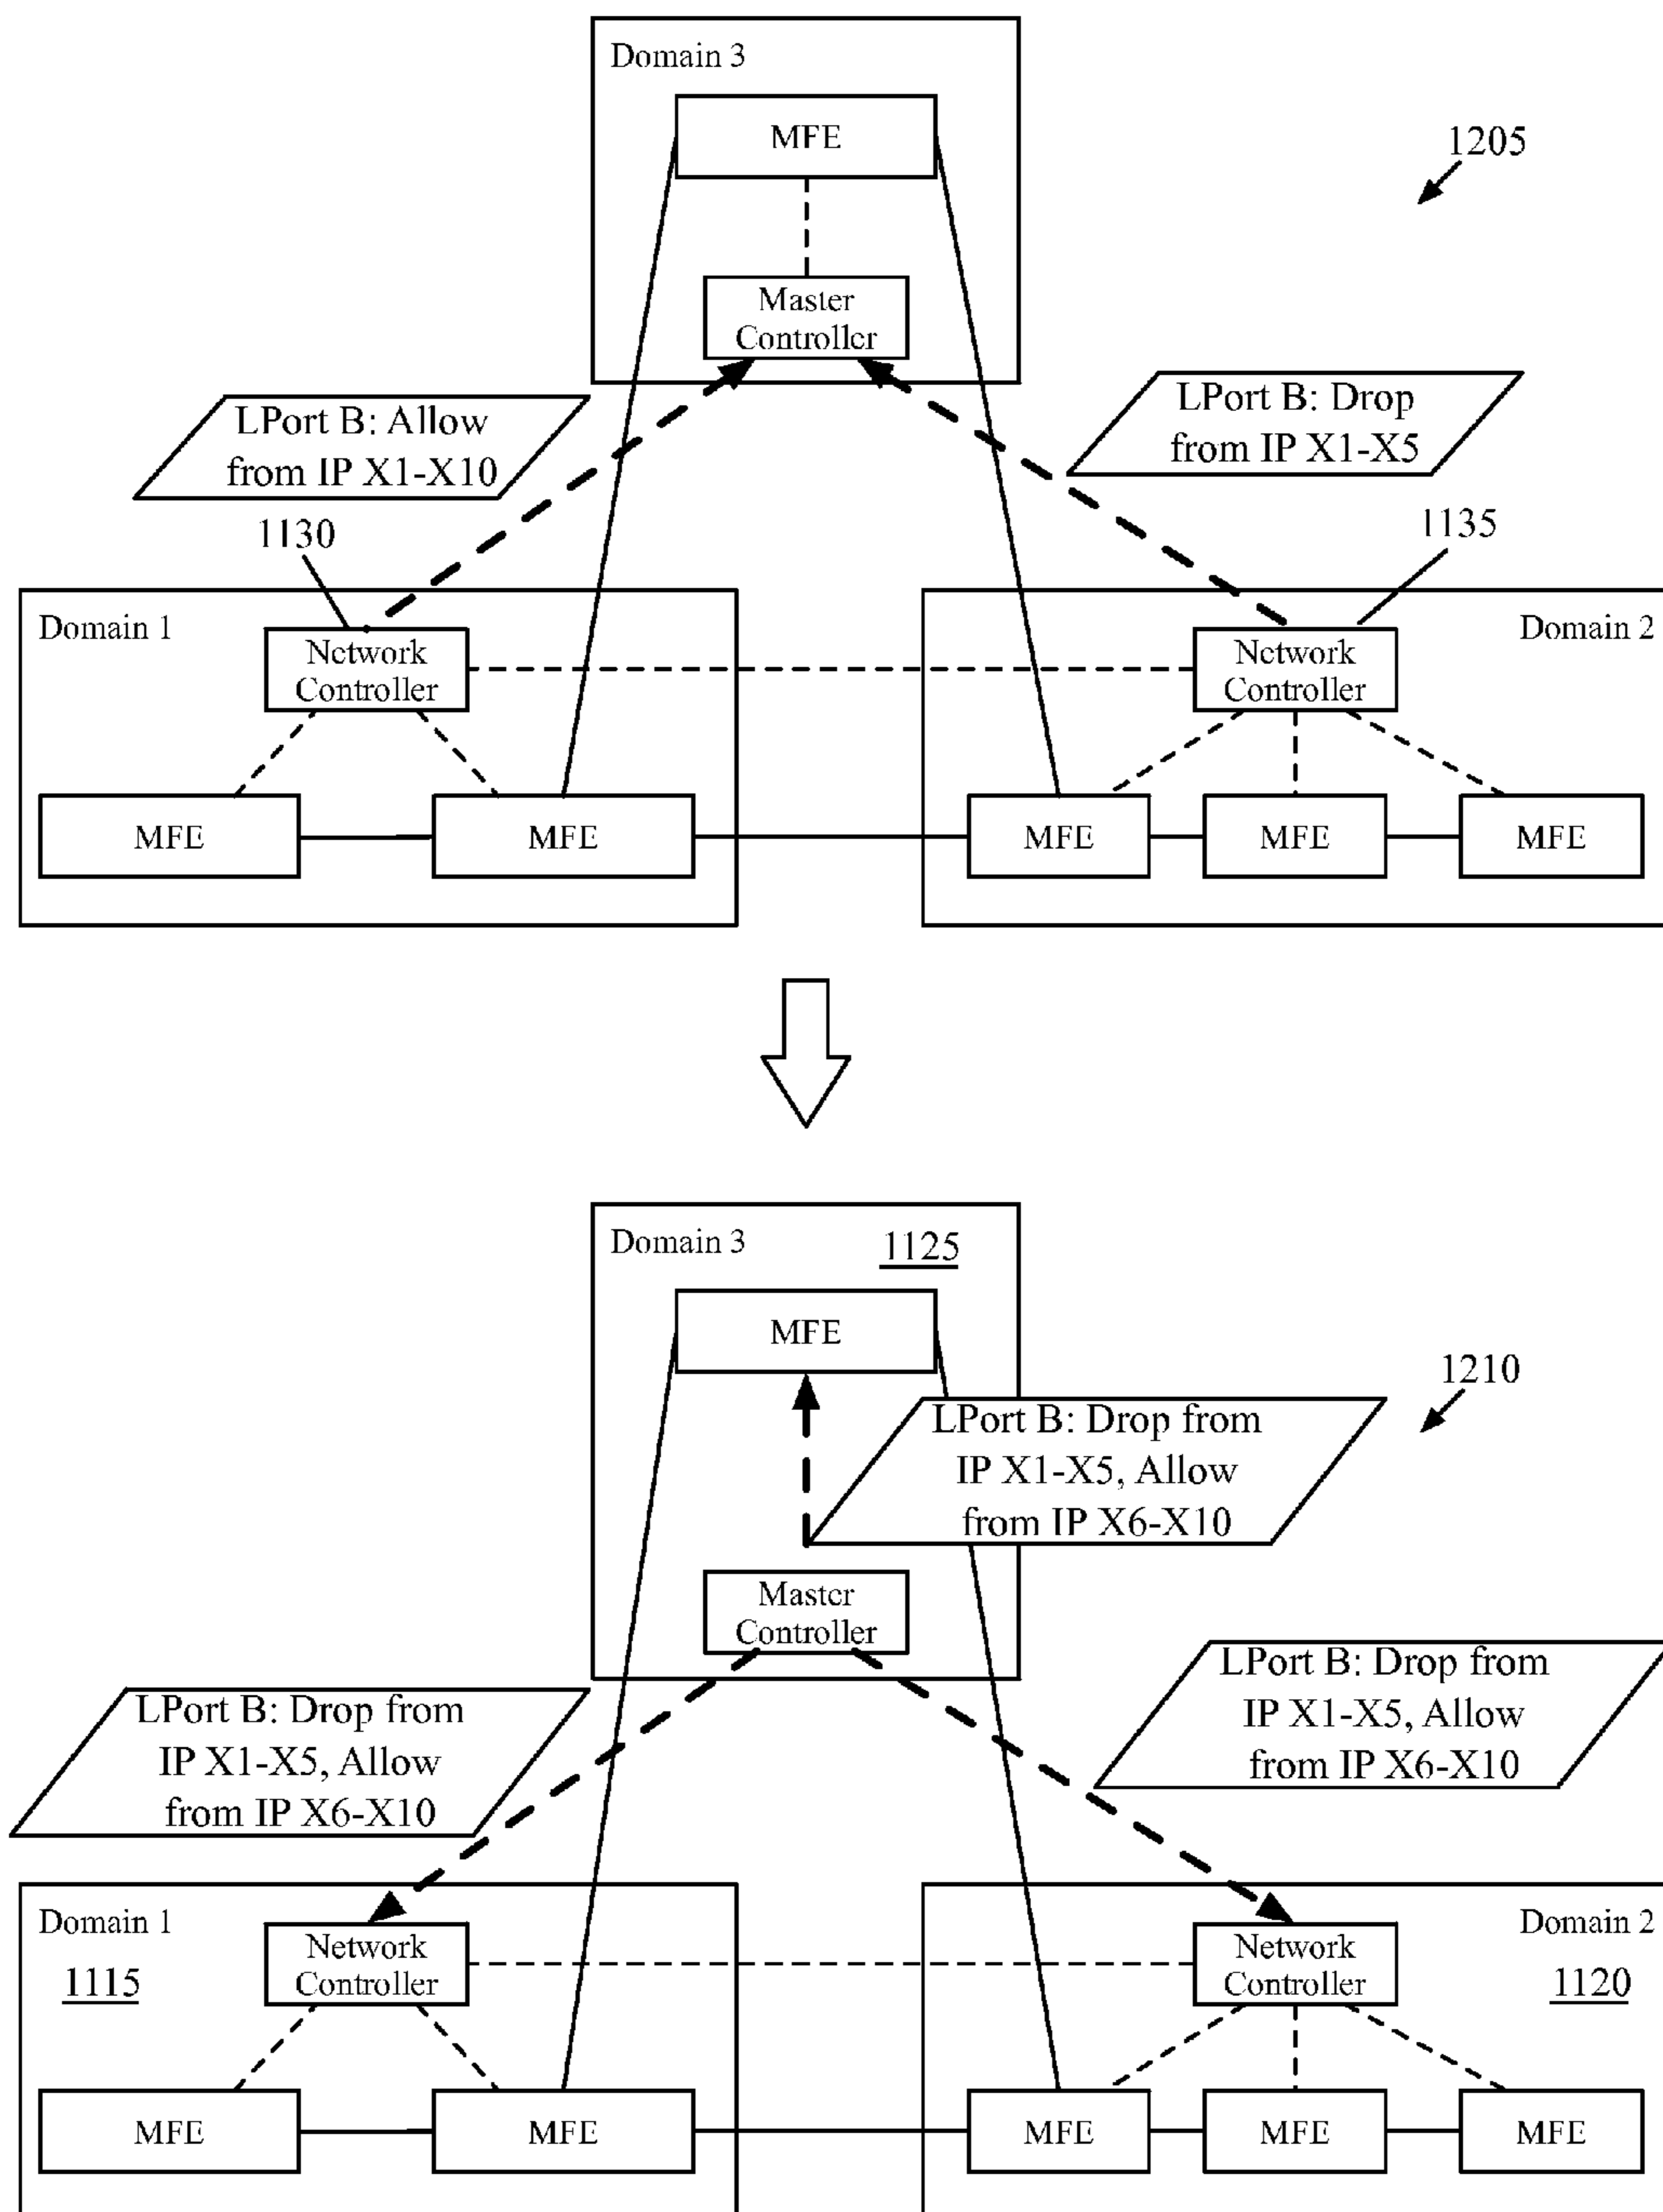 Domain 3
MFE
1205
Master
Controller
LPort B: Allow
from IP X1-X10
LPort B: Drop
from IP X1-X5
1130
1135
Domain 1
Network
Controller
Network
Controller
Domain 2
MFE
MFE
MFE
MFE
MFE
Domain 3
1125
MFE
1210
LPort B: Drop from
IP X1-X5, Allow
from IP X6-X10
Master
Controller
LPort B: Drop from
IP X1-X5, Allow
from IP X6-X10
LPort B: Drop from
IP X1-X5, Allow
from IP X6-X10
Domain 1
1115
Network
Controller
Network
Controller
Domain 2
1120
MFE
MFE
MFE
MFE
MFE